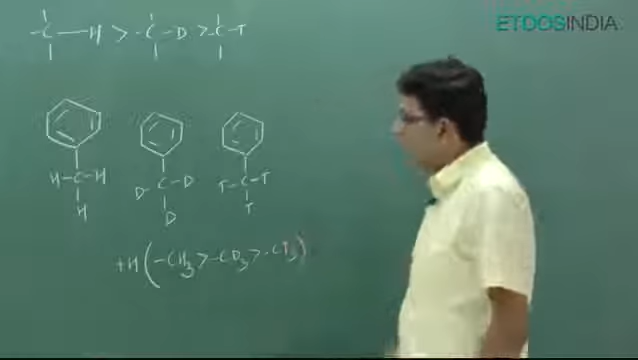 ETOOSINDIA
-C-H > -C-D > -C-T
H-C-H D-C-D T-C-T
H D T
+H(-CH₃ > -CD₃ > -CT₃)